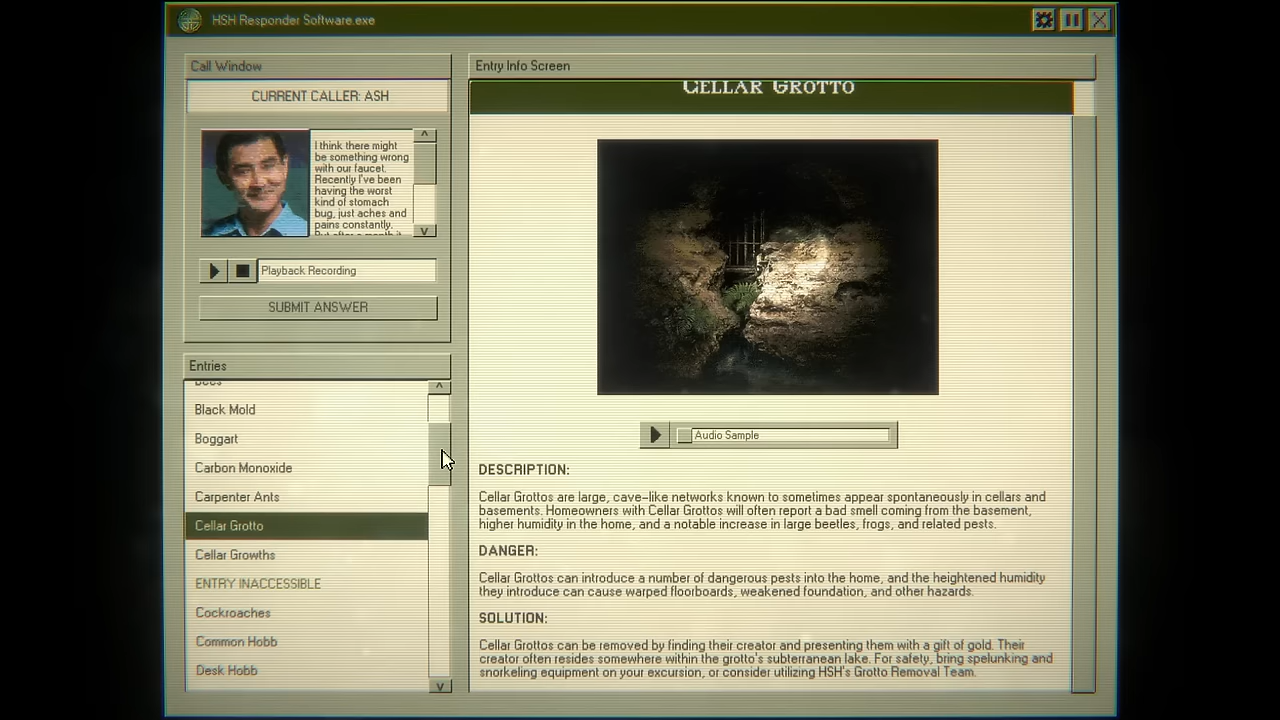 HSH Responder Software.exe
Call Window
CURRENT CALLER: ASH
I think there might
be something wrong
with our faucet.
Recently I've been
having the worst
kind of stomach
bug, just aches and
pains constantly.
But after a month it
Playback Recording
SUBMIT ANSWER
Entries
Bees
Black Mold
Boggart
Carbon Monoxide
Carpenter Ants
Cellar Grotto
Cellar Growths
ENTRY INACCESSIBLE
Cockroaches
Common Hobb
Desk Hobb
Entry Info Screen
CELLAR GROTTO
Audio Sample
DESCRIPTION:
Cellar Grottos are large, cave-like networks known to sometimes appear spontaneously in cellars and
basements. Homeowners with Cellar Grottos will often report a bad smell coming from the basement,
higher humidity in the home, and a notable increase in large beetles, frogs, and related pests.
DANGER:
Cellar Grottos can introduce a number of dangerous pests into the home, and the heightened humidity
they introduce can cause warped floorboards, weakened foundation, and other hazards.
SOLUTION:
Cellar Grottos can be removed by finding their creator and presenting them with a gift of gold. Their
creator often resides somewhere within the grotto's subterranean lake. For safety, bring spelunking and
snorkeling equipment on your excursion, or consider utilizing HSH's Grotto Removal Team.